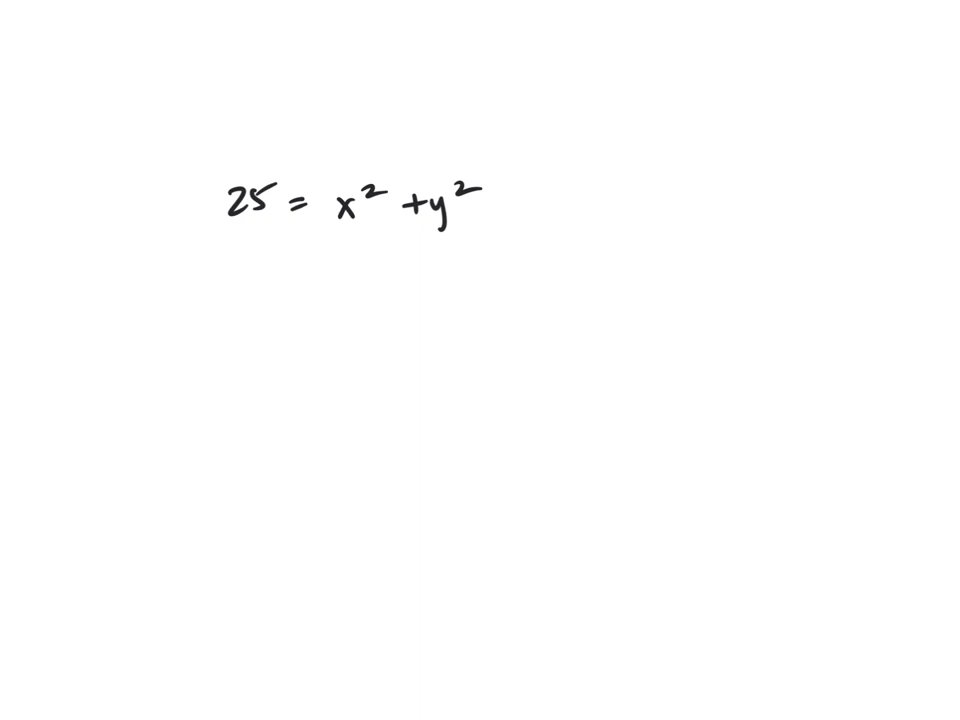 25 = x² + y²